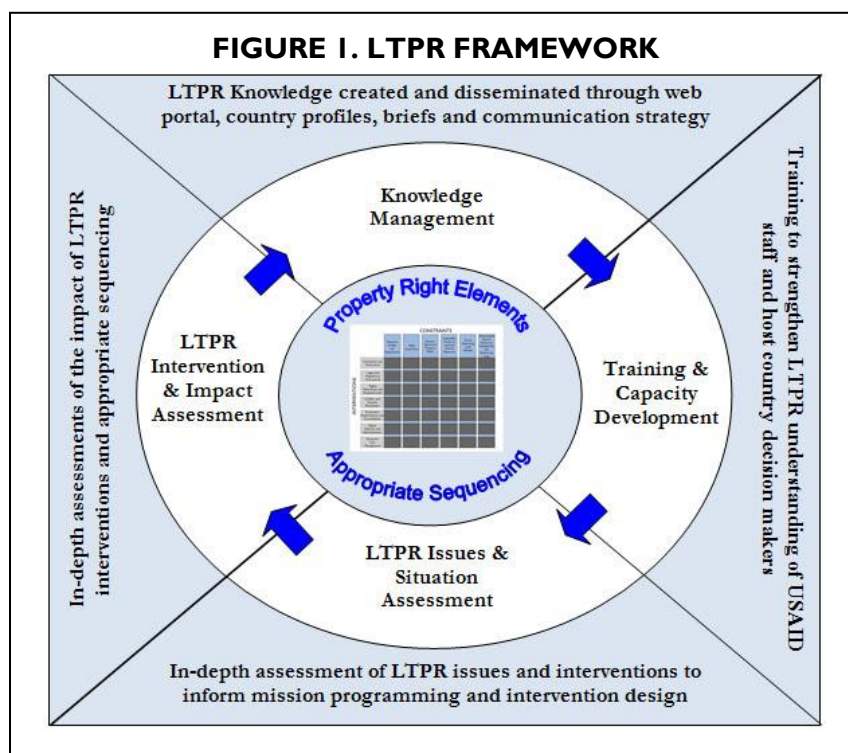 FIGURE 1. LTPR FRAMEWORK
LTPR Knowledge created and disseminated through web
portal, country profiles, briefs and communication strategy
Knowledge
Management
Training to strengthen LTPR understanding of USAID
staff and host country decision makers
In-depth assessments of the impact of LTPR
interventions and appropriate sequencing
Property Right Elements
CONSTRAINTS
INTERVENTIONS
Appropriate Sequencing
LTPR
Intervention
& Impact
Assessment
Training &
Capacity
Development
LTPR Issues &
Situation
Assessment
In-depth assessment of LTPR issues and interventions to
inform mission programming and intervention design